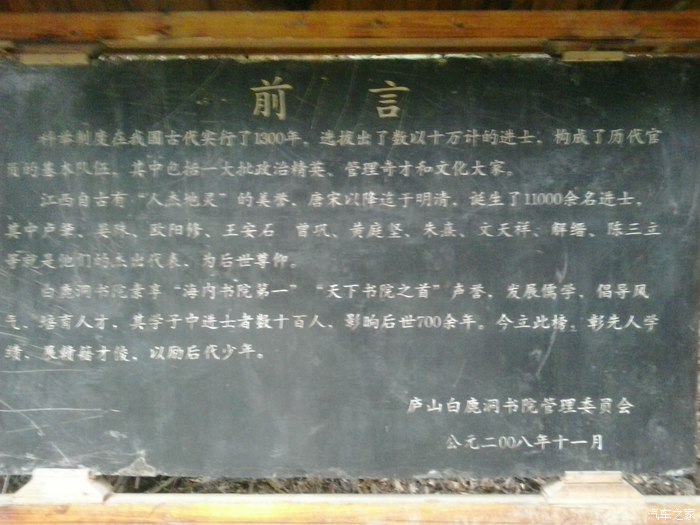 前言
科举制度在我国古代实行了1300年，选拔出了数以十万计的进士，构成了历代官
员的基本队伍，其中包括一大批政治精英、管理奇才和文化大家。
江西自古有“人杰地灵”的美誉、唐宋以降迄于明清，诞生了11000余名进士，
其中卢肇、晏殊、欧阳修、王安石 曾巩、黄庭坚、朱熹、文天祥、解缙、陈三立
等就是他们的杰出代表，为后世尊仰。
白鹿洞书院素享“海内书院第一”“天下书院之首”声誉，发展儒学，倡导风
气，培育人才，其学子中进士者数十百人，影响后世700余年。今立此榜，彰先人学
绩，展赣籍才俊，以励后代少年。
庐山白鹿洞书院管理委员会
公元二00八年十一月
汽车之家